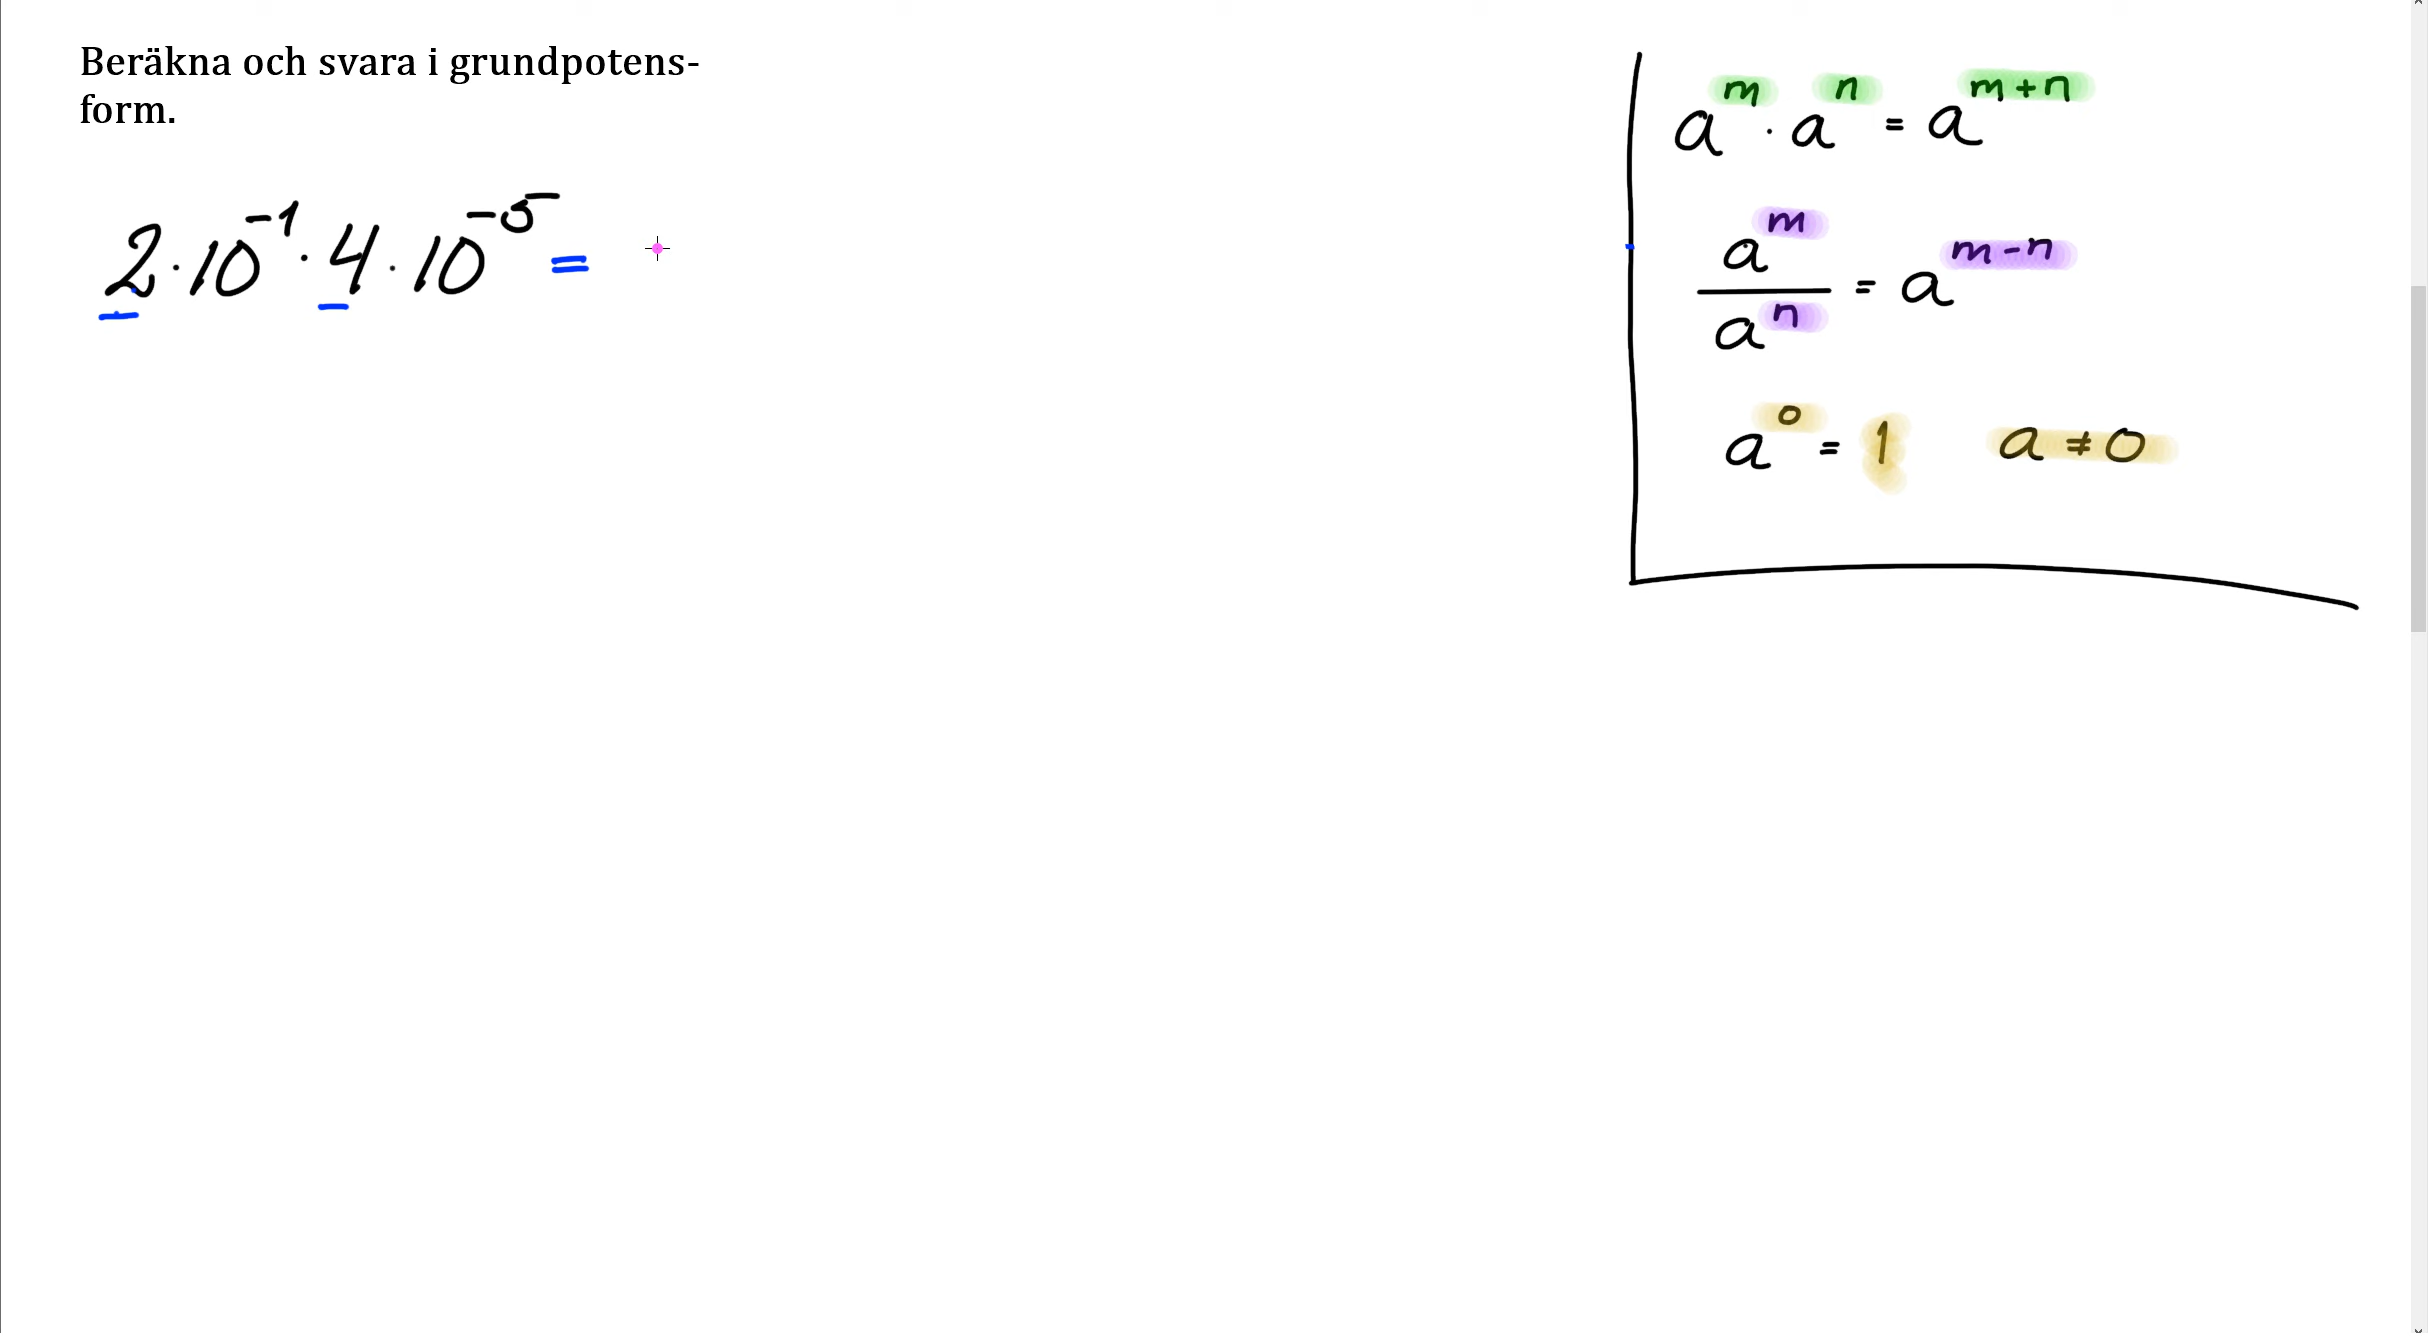 Beräkna och svara i grundpotens-
form.
2·10⁻¹·4·10⁻⁵=
aᵐ·aⁿ=aᵐ⁺ⁿ
aᵐ/aⁿ=aᵐ⁻ⁿ
a⁰=1 a≠0